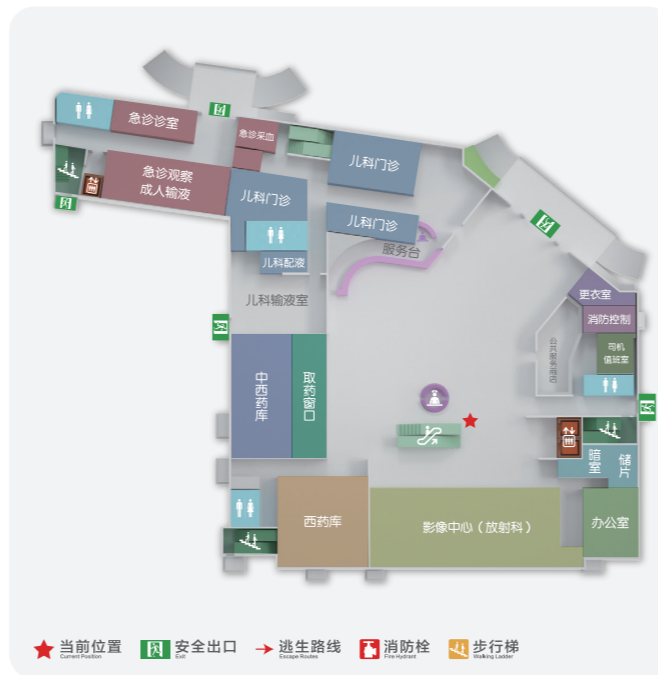 急诊诊室
急诊采血
儿科门诊
急诊观察
成人输液
儿科门诊
儿科门诊
服务台
儿科配液
儿科输液室
更衣室
消防控制
司机
值班室
公共服务商店
中西药库
取药窗口
暗室
储片
西药库
影像中心（放射科）
办公室
当前位置
Current Position
安全出口
Exit
逃生路线
Escape Routes
消防栓
Fire Hydrant
步行梯
Walking Ladder